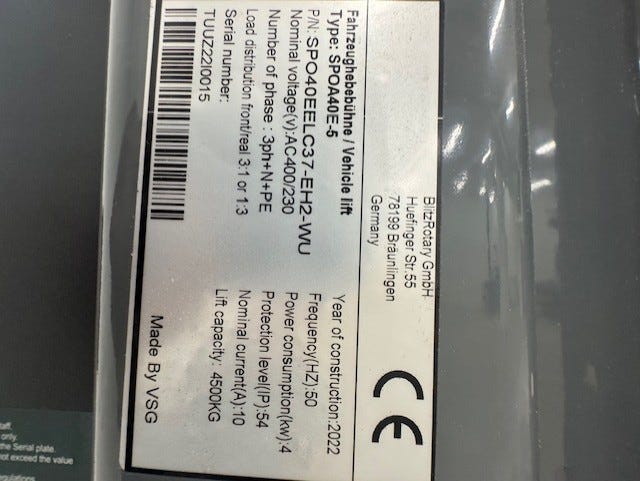 BlitzRotary GmbH
Huefinger Str.55
78199 Bräunlingen
Germany
CE
Fahrzeughebebühne / Vehicle lift
Type: SPOA40E-5
P/N: SPO40EELC37-EH2-WU
Nominal voltage(v):AC400/230
Number of phase : 3ph+N+PE
Load distribution front/real 3:1 or 1:3
Serial number:
TUUZ22I0015
Year of construction:2022
Frequency(HZ):50
Power consumption(kw):4
Protection level(IP):54
Nominal current(A):10
Lift capacity: 4500KG
Made By VSG
only
the Serial plate.
not exceed the value